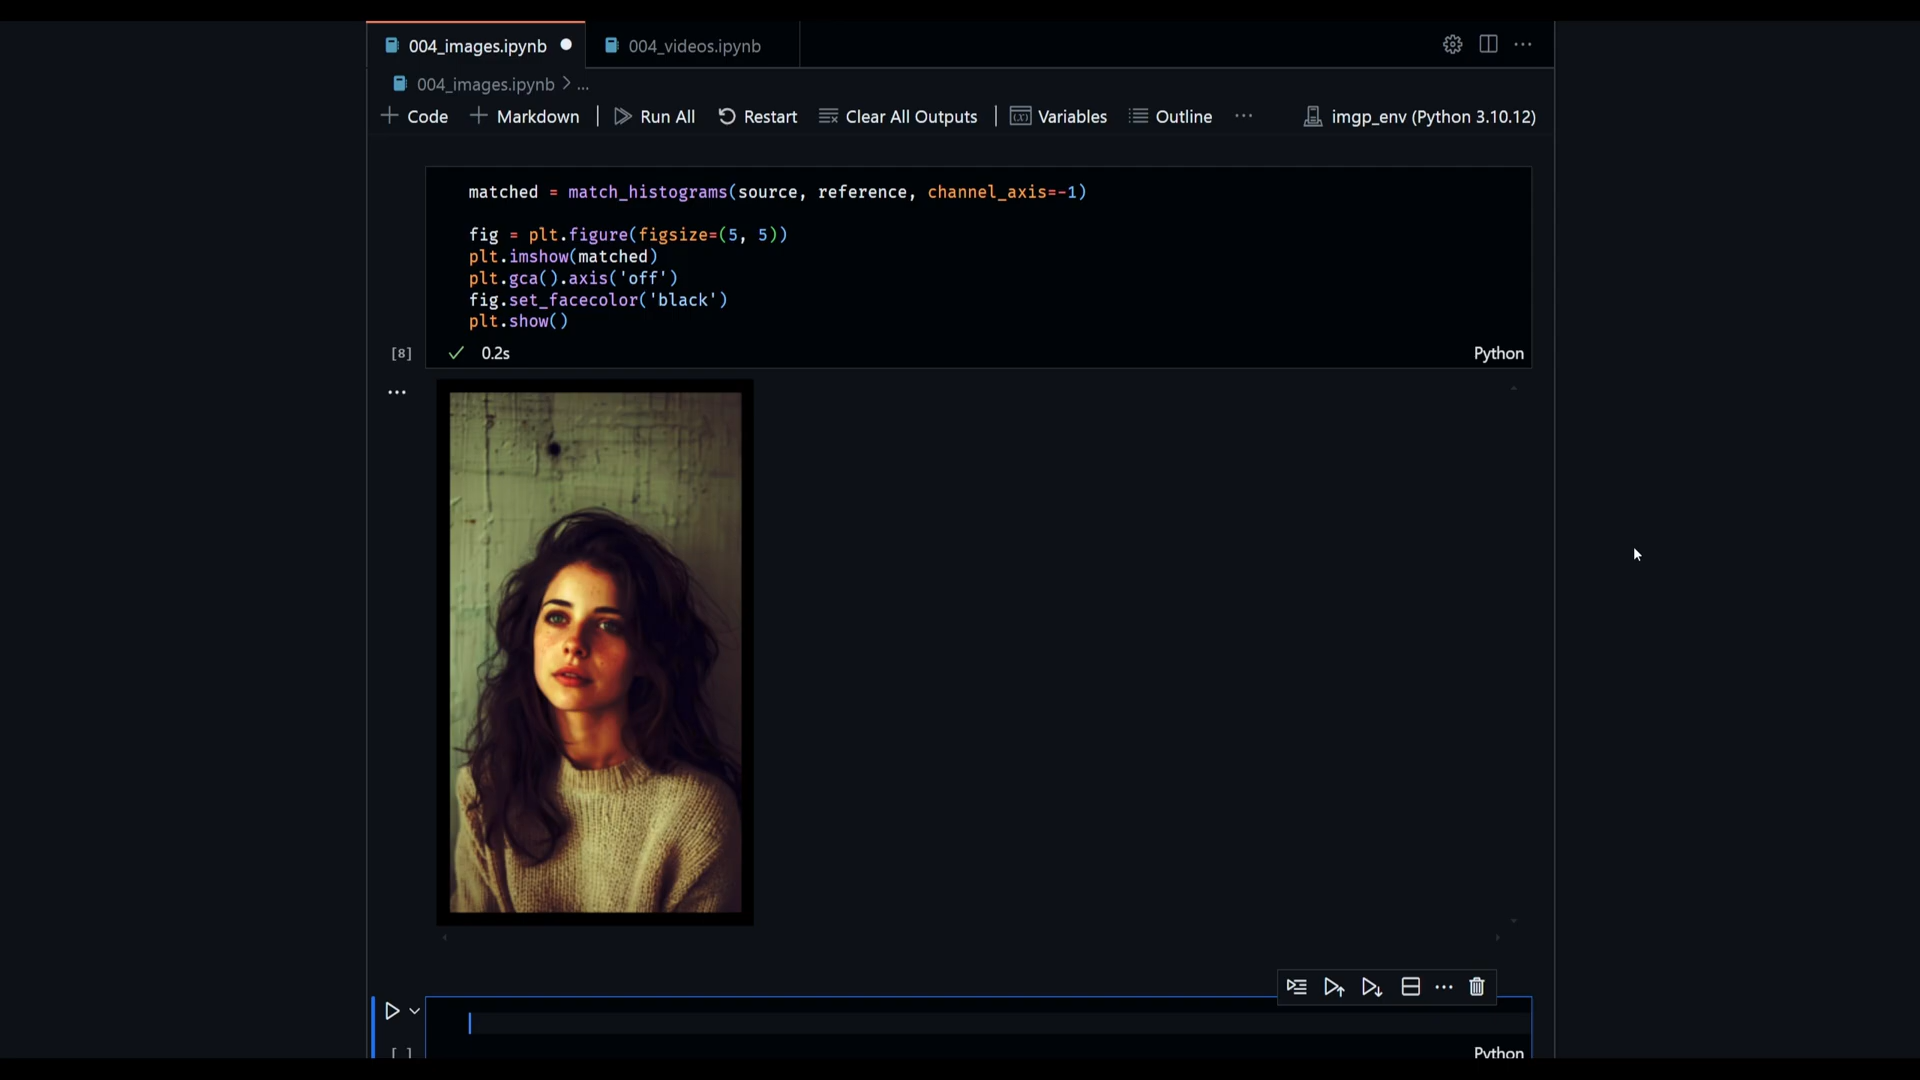 004_images.ipynb
004_videos.ipynb
004_images.ipynb > ...
+ Code + Markdown | Run All Restart Clear All Outputs | Variables Outline ... imgp_env (Python 3.10.12)
matched = match_histograms(source, reference, channel_axis=-1)
fig = plt.figure(figsize=(5, 5))
plt.imshow(matched)
plt.gca().axis('off')
fig.set_facecolor('black')
plt.show()
[8] ✓ 0.2s Python
[ ] Python